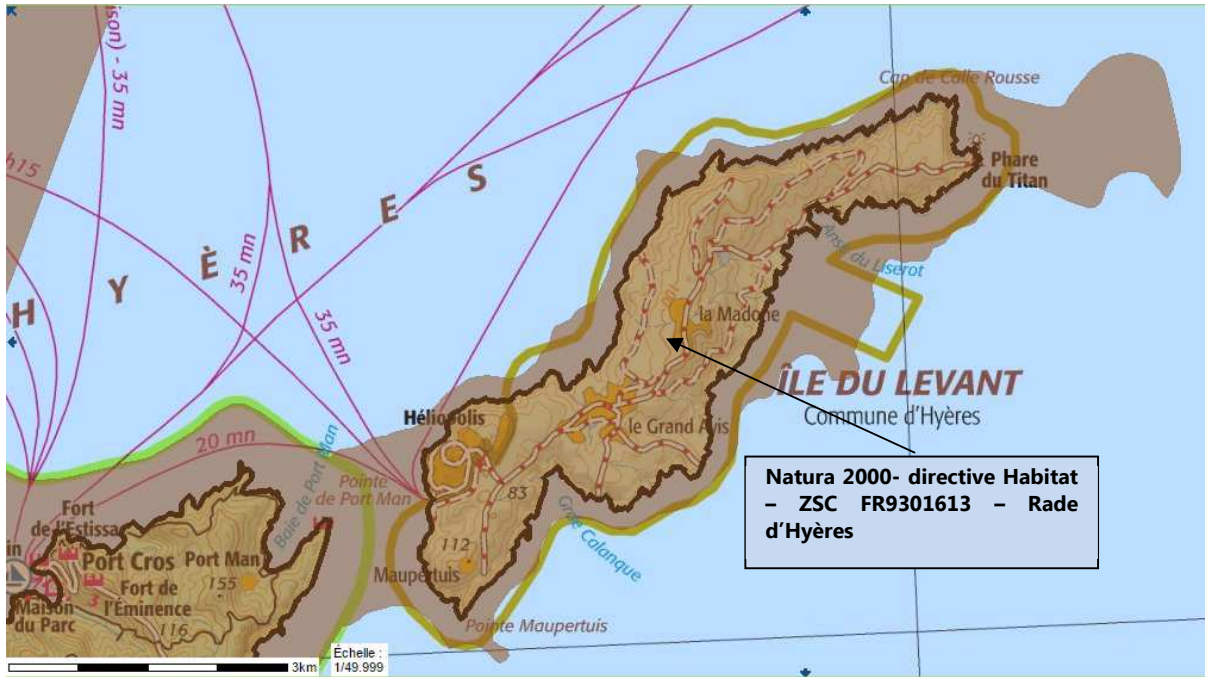 ison) - 35 mn
h15
35 mn
35 mn
20 mn
H Y È R E S
Cap de Calle Rousse
Phare
du Titan
Anse du Liserot
la Madone
ÎLE DU LEVANT
Commune d'Hyères
Héliopolis
le Grand Avis
83
112
Maupertuis
Pointe
de Port Man
Baie de Port Man
Calanque
Pointe Maupertuis
Fort
de l'Estissa
Port Cros
Port Man
155
Fort de
l'Éminence
116
Maison
du Parc
Natura 2000- directive Habitat
– ZSC FR9301613 – Rade
d'Hyères
3km
Échelle :
1/49.999